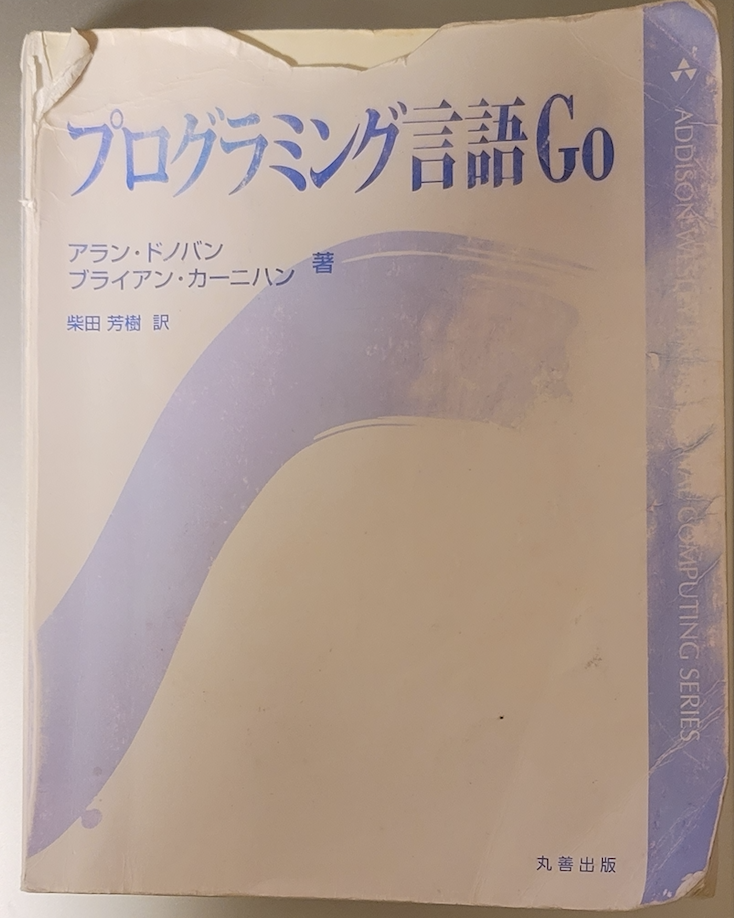 プログラミング言語Go
アラン・ドノバン
ブライアン・カーニハン 著
柴田 芳樹 訳
ADDISON-WESLEY COMPUTING SERIES
丸善出版